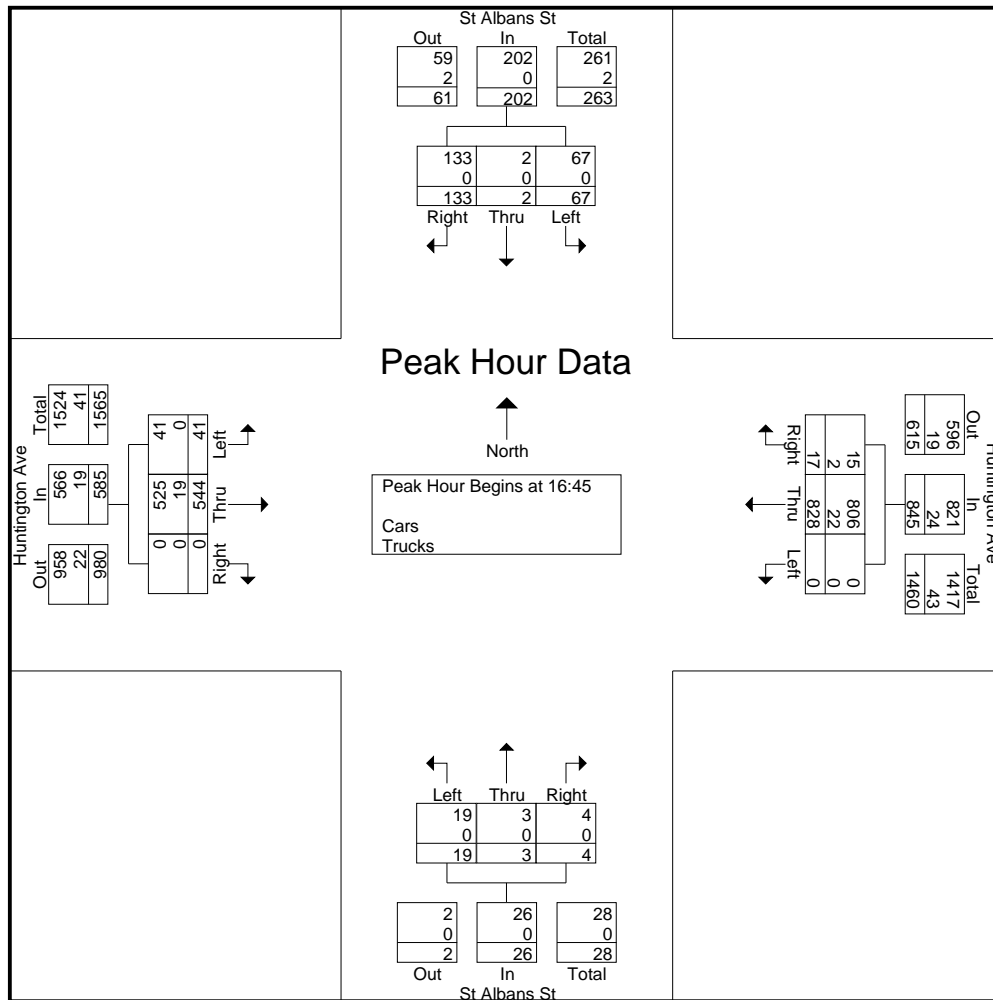 St Albans St
Out In Total
59 202 261
2 0 2
61 202 263
133 2 67
0 0 0
133 2 67
Right Thru Left
Peak Hour Data
North
Peak Hour Begins at 16:45
Cars
Trucks
Huntington Ave
Total In Out
1524 566 958
41 19 22
1565 585 980
41 525 0
0 19 0
41 544 0
Left Thru Right
Huntington Ave
Out In Total
596 821 1417
19 24 43
615 845 1460
15 806 0
2 22 0
17 828 0
Right Thru Left
Left Thru Right
19 3 4
0 0 0
19 3 4
2 26 28
0 0 0
2 26 28
Out In Total
St Albans St